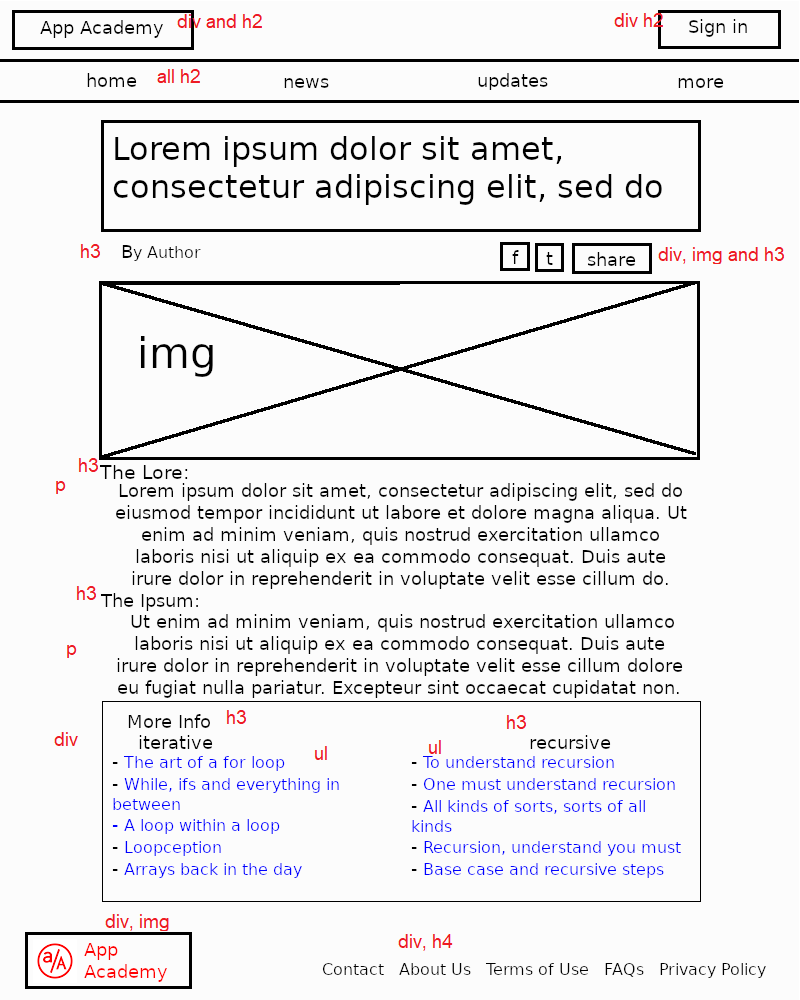 App Academy div and h2 div h2 Sign in
home all h2 news updates more
Lorem ipsum dolor sit amet,
consectetur adipiscing elit, sed do
h3 By Author f t share div, img and h3
img
h3 The Lore:
p Lorem ipsum dolor sit amet, consectetur adipiscing elit, sed do
eiusmod tempor incididunt ut labore et dolore magna aliqua. Ut
enim ad minim veniam, quis nostrud exercitation ullamco
laboris nisi ut aliquip ex ea commodo consequat. Duis aute
irure dolor in reprehenderit in voluptate velit esse cillum do.
h3 The Ipsum:
Ut enim ad minim veniam, quis nostrud exercitation ullamco
p laboris nisi ut aliquip ex ea commodo consequat. Duis aute
irure dolor in reprehenderit in voluptate velit esse cillum dolore
eu fugiat nulla pariatur. Excepteur sint occaecat cupidatat non.
div
More Info h3
iterative ul
- The art of a for loop
- While, ifs and everything in
between
- A loop within a loop
- Loopception
- Arrays back in the day
h3
ul recursive
- To understand recursion
- One must understand recursion
- All kinds of sorts, sorts of all
kinds
- Recursion, understand you must
- Base case and recursive steps
div, img
a/A App
Academy
div, h4
Contact About Us Terms of Use FAQs Privacy Policy